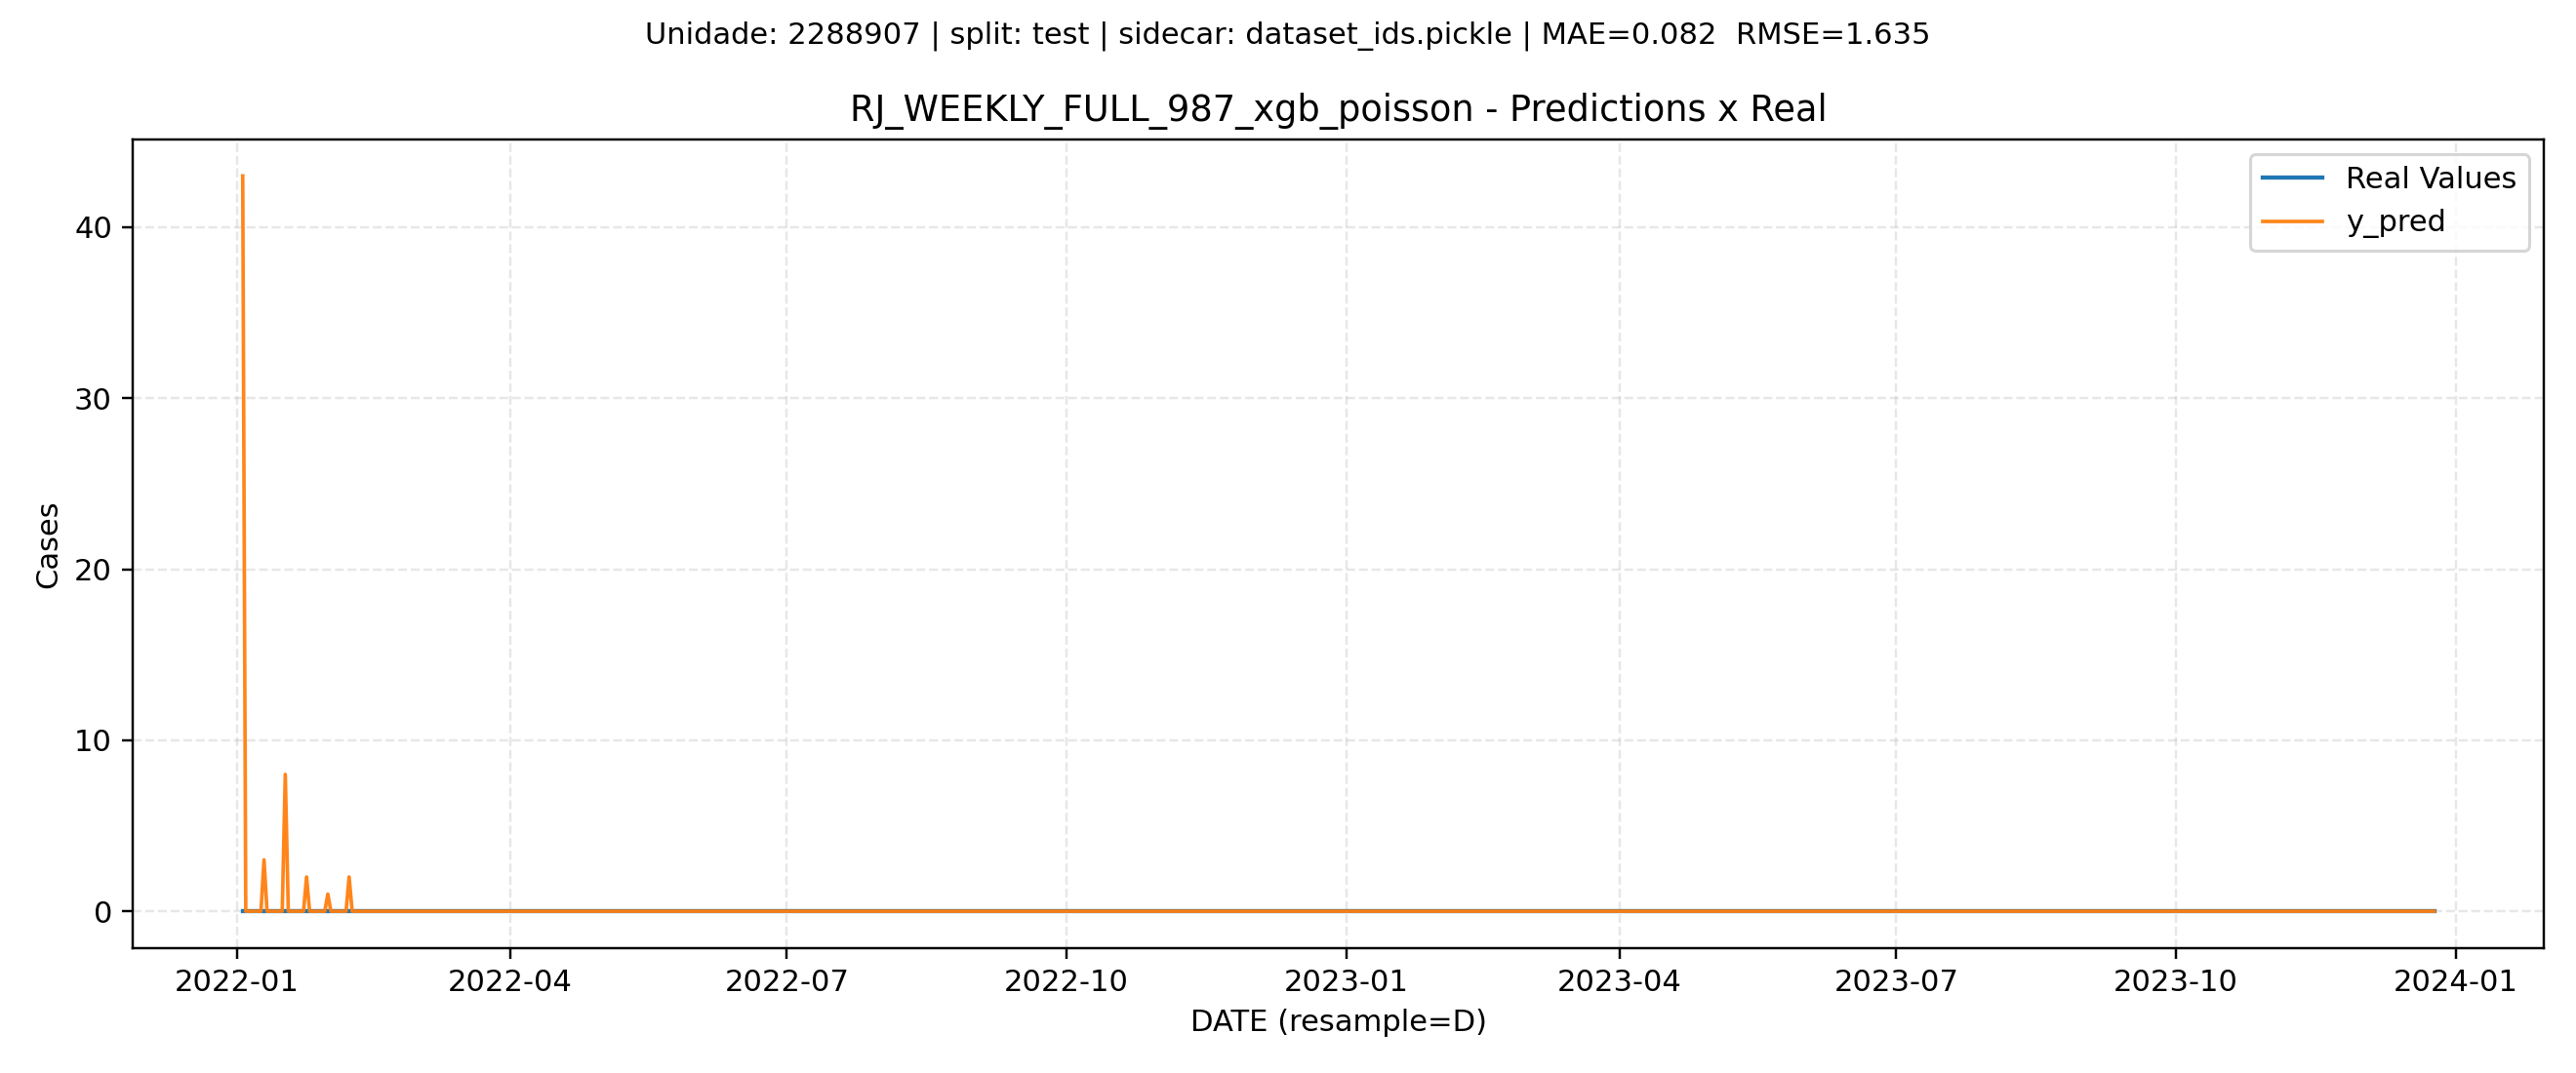 Unidade: 2288907 | split: test | sidecar: dataset_ids.pickle | MAE=0.082  RMSE=1.635
RJ_WEEKLY_FULL_987_xgb_poisson - Predictions x Real
Real Values
y_pred
Cases
40
30
20
10
0
2022-01 2022-04 2022-07 2022-10 2023-01 2023-04 2023-07 2023-10 2024-01
DATE (resample=D)